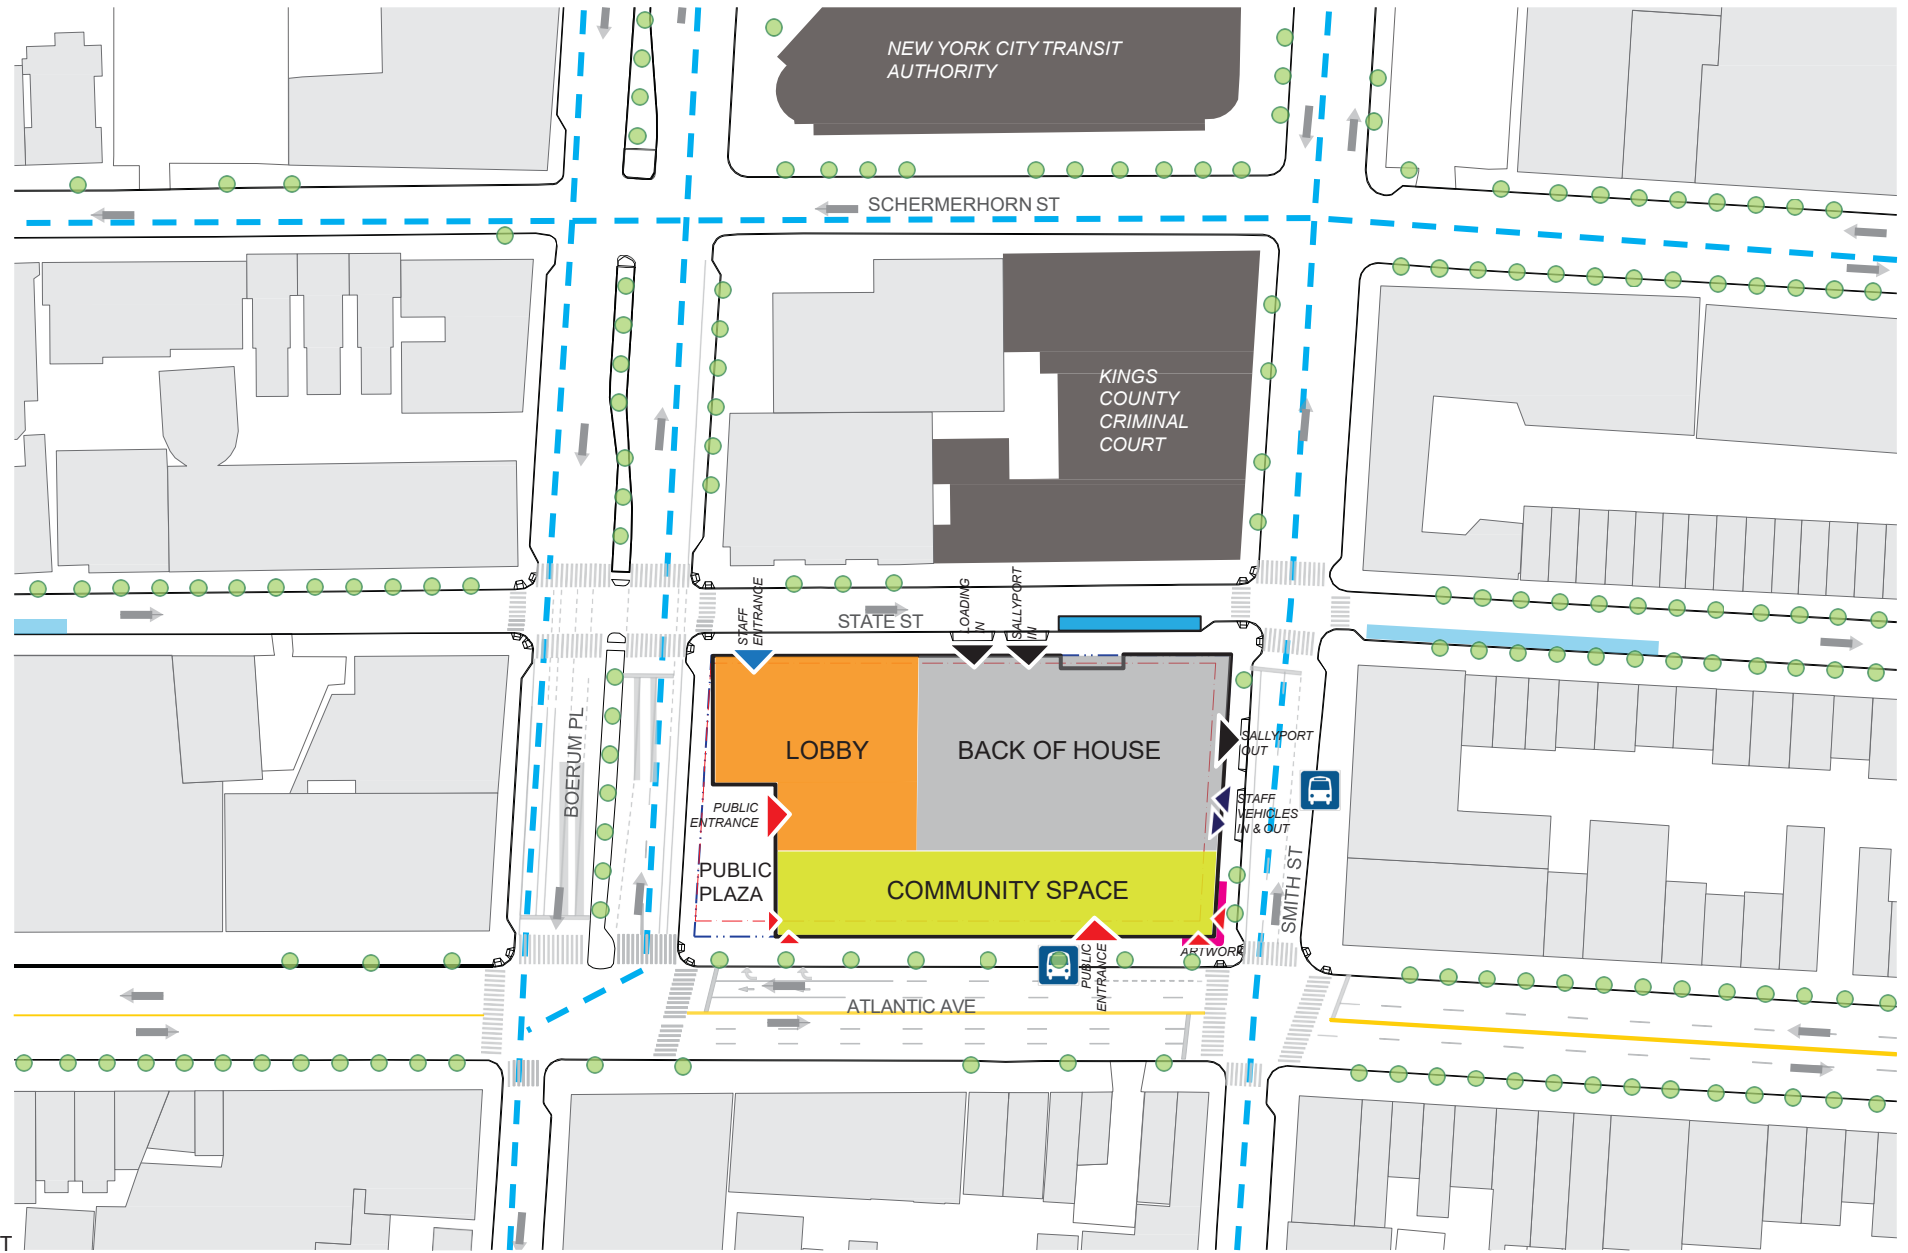 NEW YORK CITY TRANSIT
AUTHORITY
SCHERMERHORN ST
KINGS
COUNTY
CRIMINAL
COURT
STAFF
ENTRANCE
STATE ST
LOADING
IN
SALLYPORT
IN
BOERUM PL
LOBBY
BACK OF HOUSE
SALLYPORT
OUT
PUBLIC
ENTRANCE
STAFF
VEHICLES
IN & OUT
PUBLIC
PLAZA
COMMUNITY SPACE
SMITH ST
ARTWORK
PUBLIC
ENTRANCE
ATLANTIC AVE
T